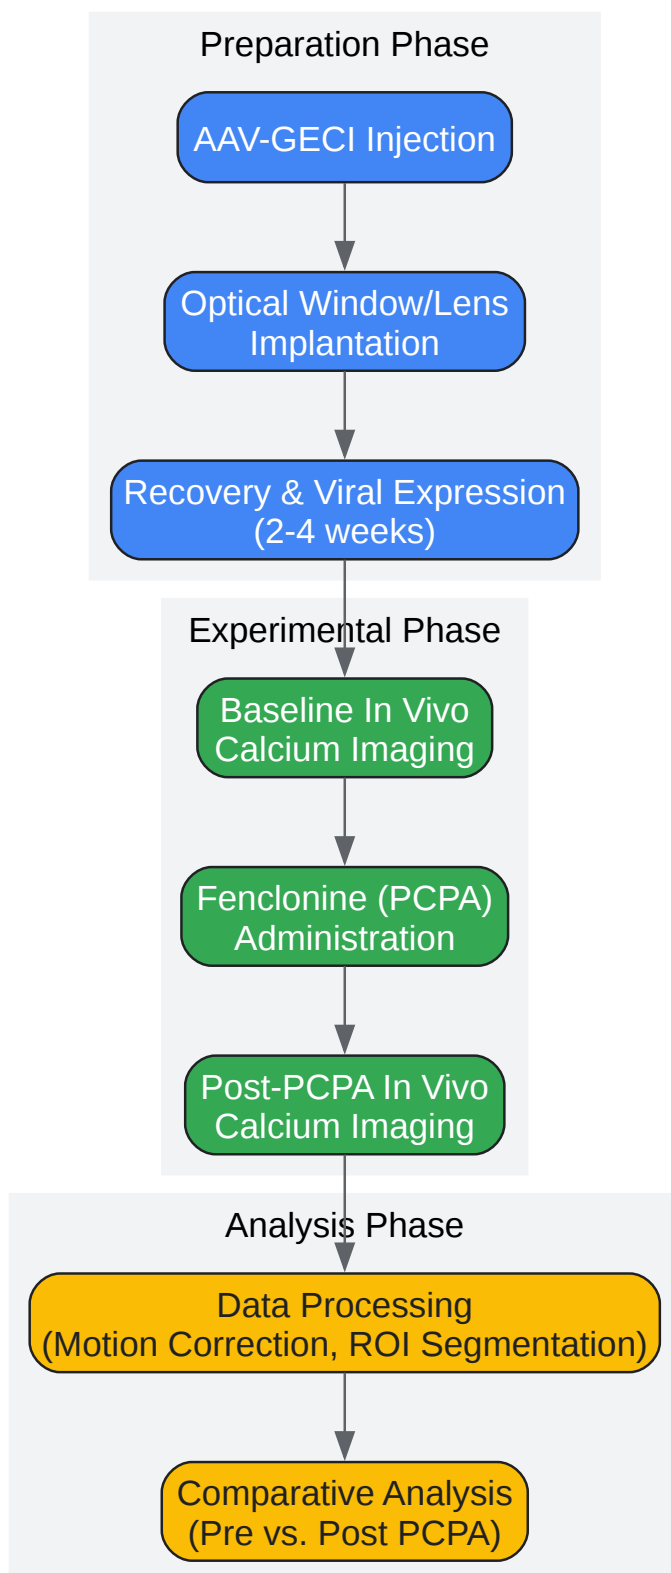 Preparation Phase
AAV-GECI Injection
Optical Window/Lens
Implantation
Recovery & Viral Expression
(2-4 weeks)
Experimental Phase
Baseline In Vivo
Calcium Imaging
Fenclonine (PCPA)
Administration
Post-PCPA In Vivo
Calcium Imaging
Analysis Phase
Data Processing
(Motion Correction, ROI Segmentation)
Comparative Analysis
(Pre vs. Post PCPA)